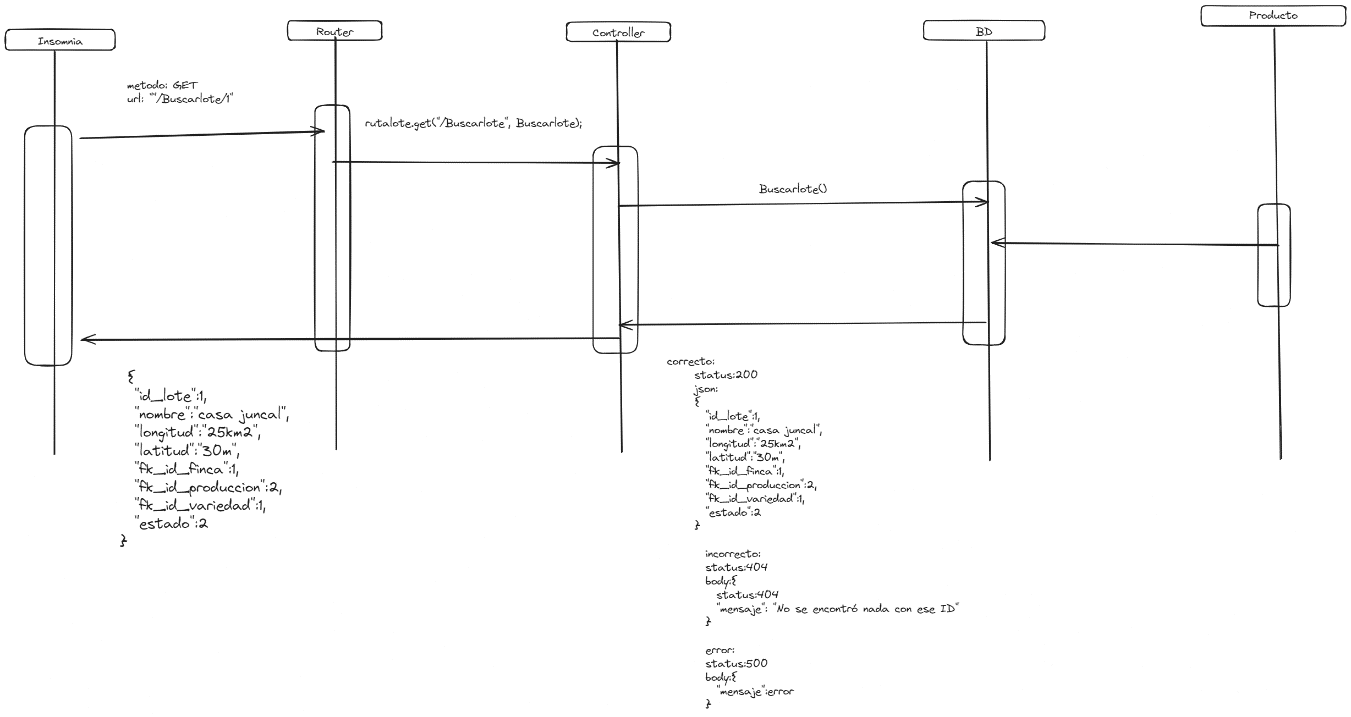 Insomnia
Router
Controller
BD
Producto
metodo: GET
url: ""/Buscarlote/1"
rutalote.get("/Buscarlote", Buscarlote);
Buscarlote()
{
"id_lote":1,
"nombre":"casa juncal",
"longitud":"25km2",
"latitud":"30m",
"fk_id_finca":1,
"fk_id_produccion":2,
"fk_id_variedad":1,
"estado":2
}
correcto:
status:200
json:
{
"id_lote":1,
"nombre":"casa juncal",
"longitud":"25km2",
"latitud":"30m",
"fk_id_finca":1,
"fk_id_produccion":2,
"fk_id_variedad":1,
"estado":2
}
incorrecto:
status:404
body:{
status:404
"mensaje": "No se encontró nada con ese ID"
}
error:
status:500
body:{
"mensaje":error
}